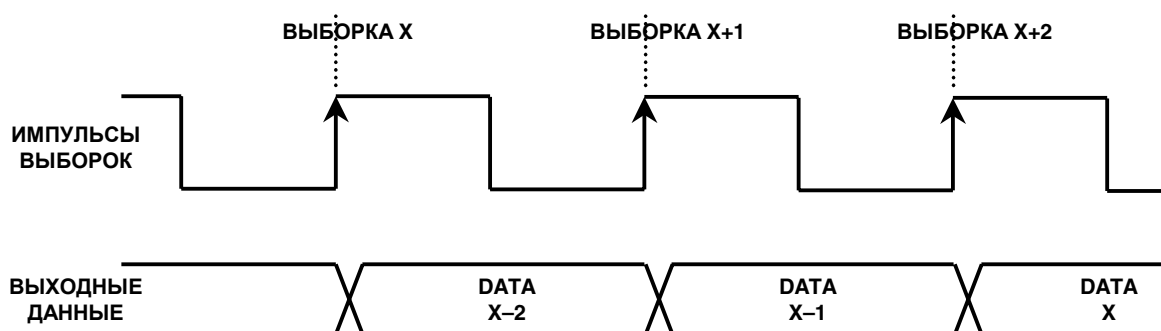 ВЫБОРКА X
ВЫБОРКА X+1
ВЫБОРКА X+2
ИМПУЛЬСЫ
ВЫБОРОК
ВЫХОДНЫЕ
ДАННЫЕ
DATA
X–2
DATA
X–1
DATA
X